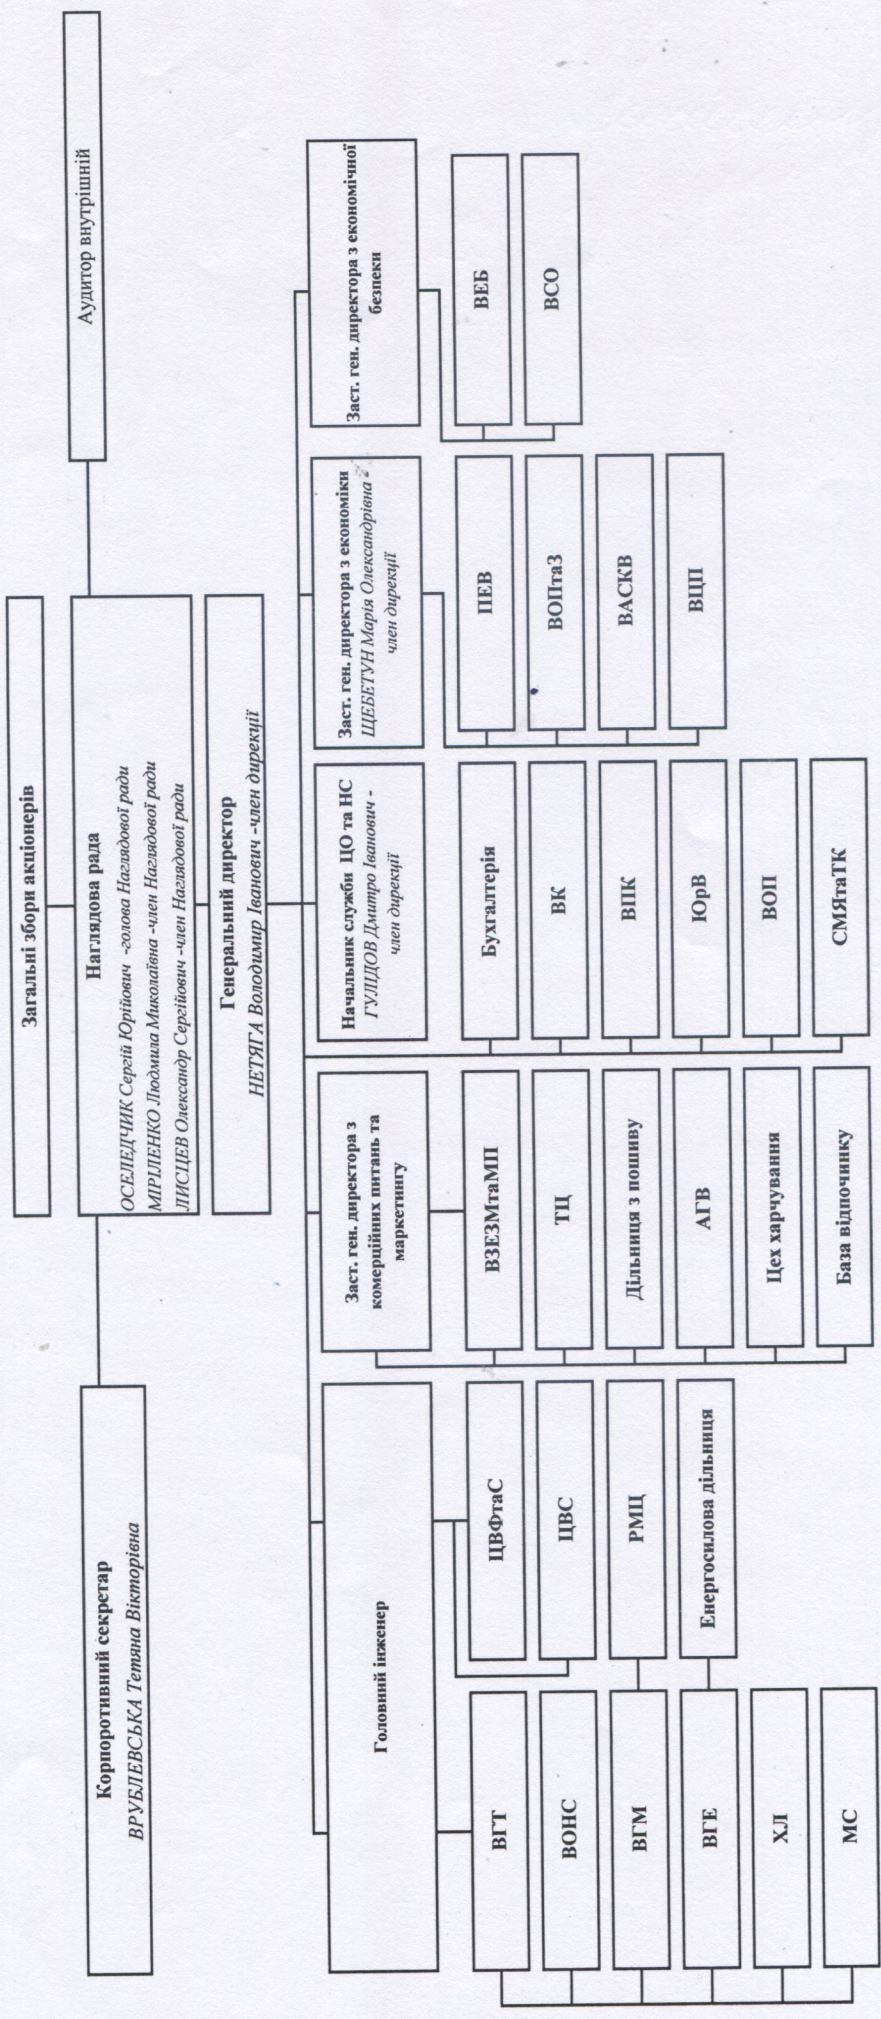 Загальні збори акціонерів
Наглядова рада
ОСЕЛЕДЧИК Сергій Юрійович -голова Наглядової ради
МІРІЛЕНКО Людмила Миколаївна -член Наглядової ради
ЛИСЦЕВ Олександр Сергійович -член Наглядової ради
Корпоротивний секретар
ВРУБЛЕВСЬКА Тетяна Вікторівна
Аудитор внутрішній
Генеральний директор
НЕТЯГА Володимир Іванович -член дирекції
Головний інженер
Заст. ген. директора з
комерційних питань та
маркетингу
Начальник служби ЦО та НС
ГУЛІДОВ Дмитро Іванович -
член дирекції
Заст. ген. директора з економіки
ЩЕБЕТУН Марія Олександрівна -
член дирекції
Заст. ген. директора з економічної
безпеки
ВГТ
ВОНС
ВГМ
ВГЕ
ХЛ
МС
ЦВФтаС
ЦВС
РМЦ
Енергосилова дільниця
ВЗЕЗМтаМП
ТЦ
Дільниця з пошиву
АГВ
Цех харчування
База відпочинку
Бухгалтерія
ВК
ВПК
ЮрВ
ВОП
СМЯтаТК
ПЕВ
ВОПтаЗ
ВАСКВ
ВЦП
ВЕБ
ВСО